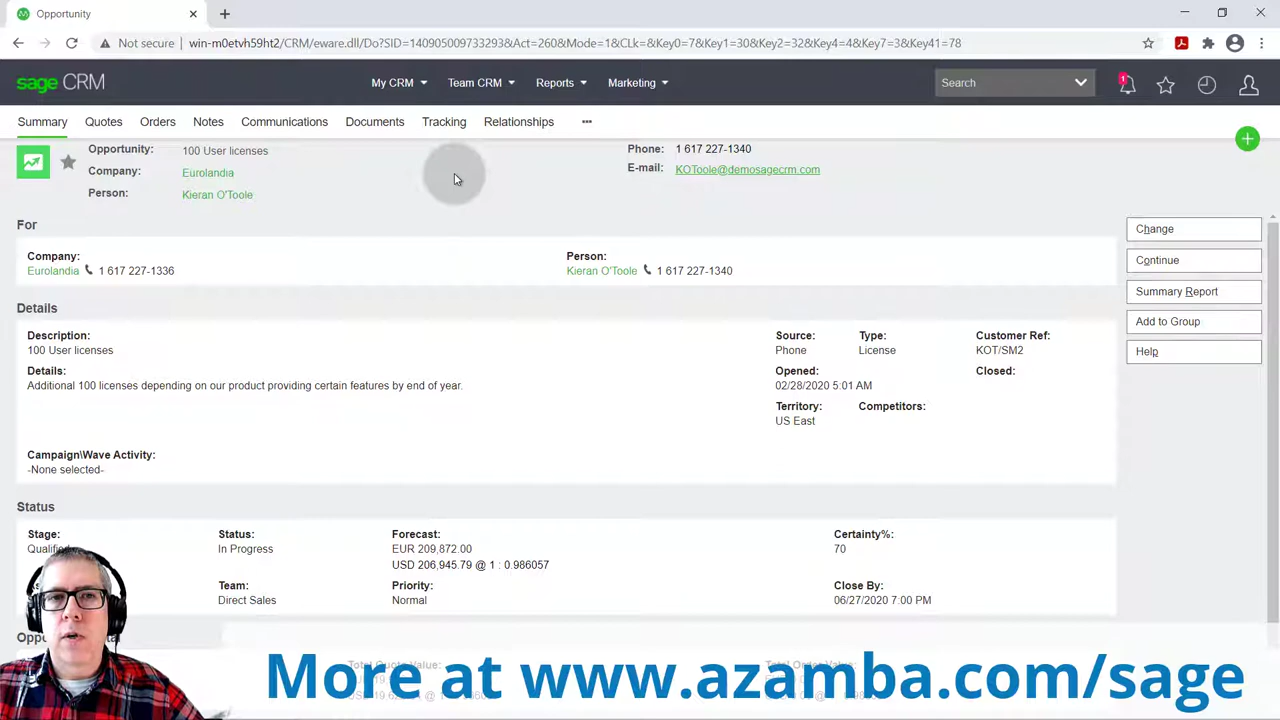 Opportunity
Not secure win-m0etvh59ht2/CRM/eware.dll/Do?SID=140905009733293&Act=260&Mode=1&CLk=&Key0=7&Key1=30&Key2=32&Key4=4&Key7=3&Key41=78
sage CRM My CRM Team CRM Reports Marketing Search 1
Summary Quotes Orders Notes Communications Documents Tracking Relationships ...
Opportunity: 100 User licenses Phone: 1 617 227-1340
Company: Eurolandia E-mail: KOToole@demosagecrm.com
Person: Kieran O'Toole
For
Change
Company: Person:
Continue
Eurolandia 1 617 227-1336 Kieran O'Toole 1 617 227-1340
Summary Report
Details
Add to Group
Description: Source: Type: Customer Ref:
100 User licenses Phone License KOT/SM2
Help
Details: Opened: Closed:
Additional 100 licenses depending on our product providing certain features by end of year. 02/28/2020 5:01 AM
Territory: Competitors:
US East
Campaign\Wave Activity:
-None selected-
Status
Stage: Status: Forecast: Certainty%:
In Progress EUR 209,872.00 70
USD 206,945.79 @ 1 : 0.986057
Team: Priority: Close By:
Direct Sales Normal 06/27/2020 7:00 PM
Total Quote Value: Total Order Value:
More at www.azamba.com/sage